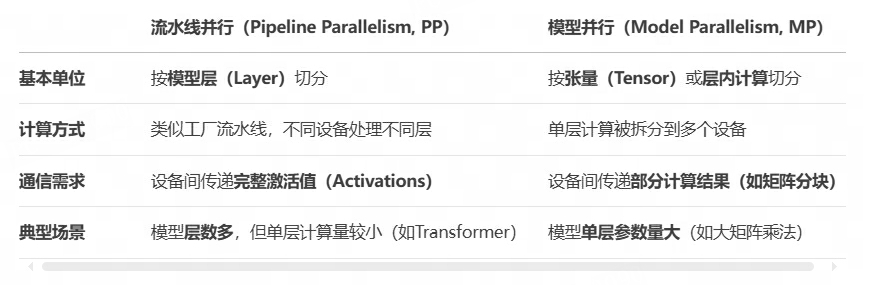 流水线并行（Pipeline Parallelism, PP） 模型并行（Model Parallelism, MP）
基本单位 按模型层（Layer）切分 按张量（Tensor）或层内计算切分
计算方式 类似工厂流水线，不同设备处理不同层 单层计算被拆分到多个设备
通信需求 设备间传递完整激活值（Activations） 设备间传递部分计算结果（如矩阵分块）
典型场景 模型层数多，但单层计算量较小（如Transformer） 模型单层参数量大（如大矩阵乘法）